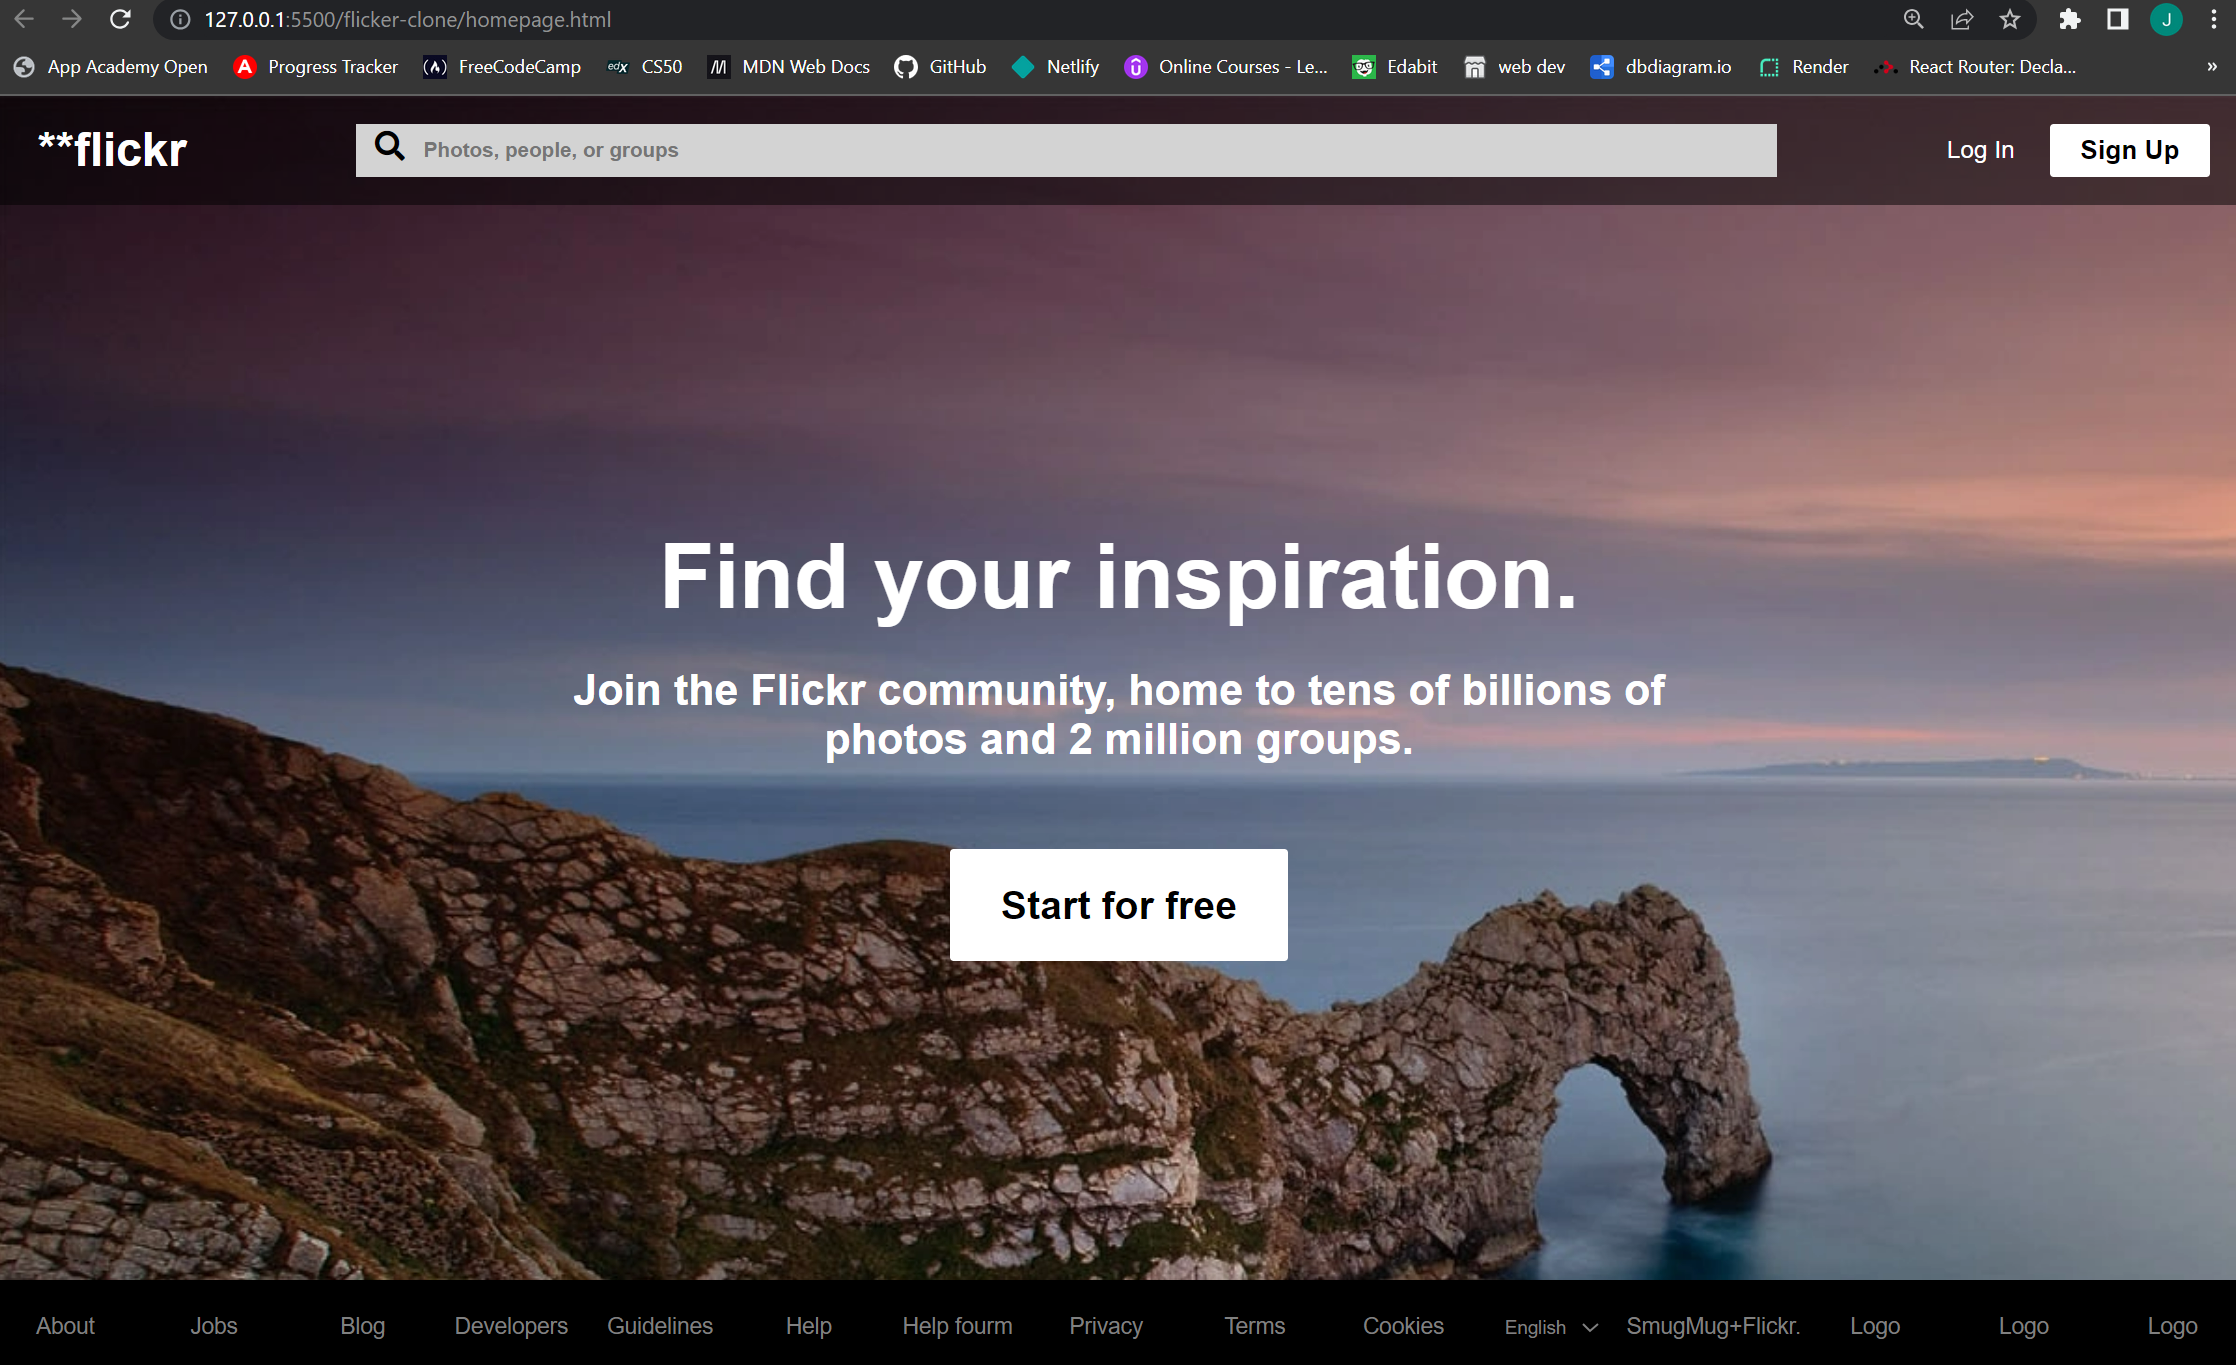 127.0.0.1:5500/flicker-clone/homepage.html
J
App Academy Open A Progress Tracker (A) FreeCodeCamp edX CS50 M MDN Web Docs GitHub Netlify Online Courses - Le... Edabit web dev dbdiagram.io Render React Router: Decla... »
**flickr Photos, people, or groups Log In Sign Up
Find your inspiration.
Join the Flickr community, home to tens of billions of
photos and 2 million groups.
Start for free
About Jobs Blog Developers Guidelines Help Help fourm Privacy Terms Cookies English SmugMug+Flickr. Logo Logo Logo